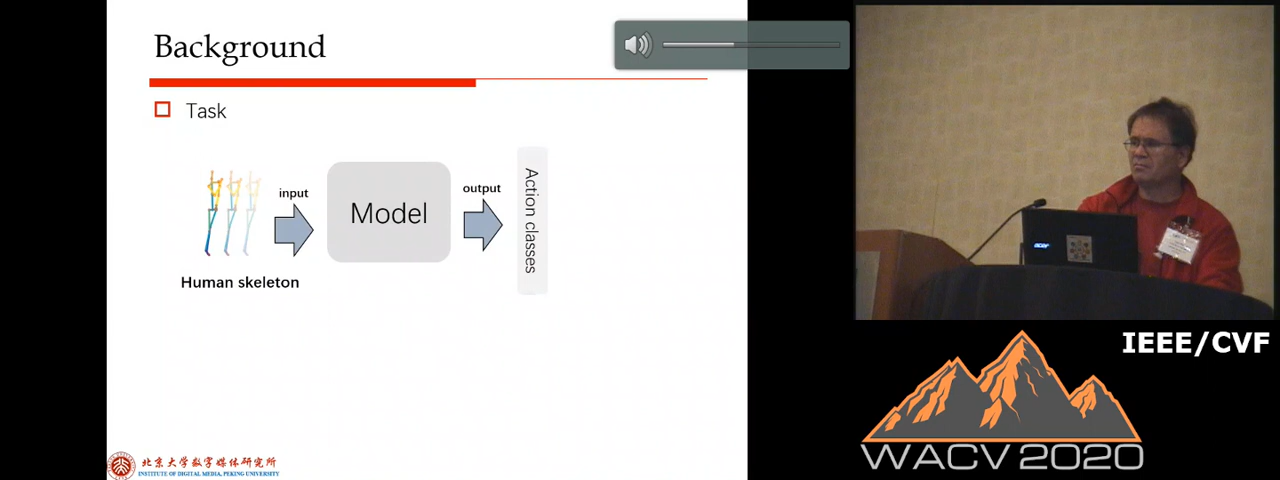 Background
Task
input
Model
output
Action classes
Human skeleton
北京大学数字媒体研究所
INSTITUTE OF DIGITAL MEDIA, PEKING UNIVERSITY
acer
IEEE/CVF
WACV 2020